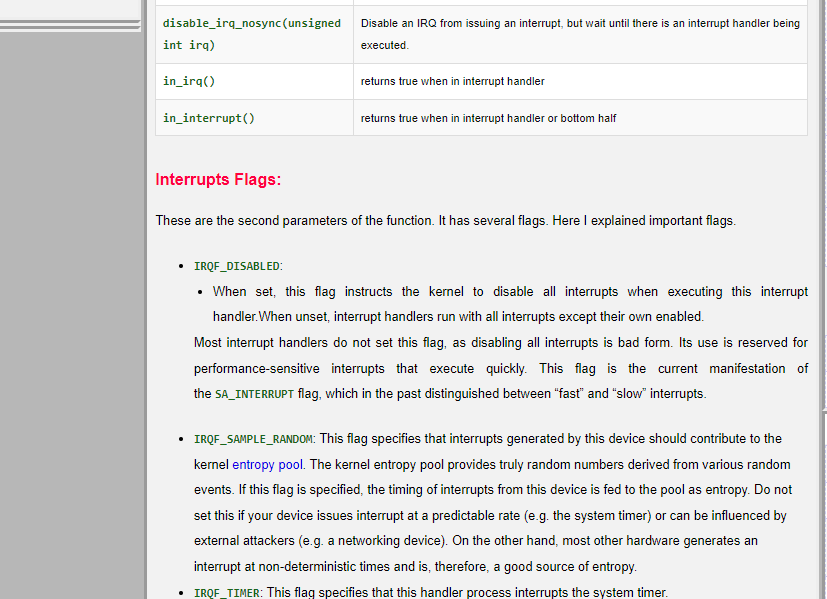 disable_irq_nosync(unsigned
int irq)
Disable an IRQ from issuing an interrupt, but wait until there is an interrupt handler being
executed.
in_irq()
returns true when in interrupt handler
in_interrupt()
returns true when in interrupt handler or bottom half
Interrupts Flags:
These are the second parameters of the function. It has several flags. Here I explained important flags.
• IRQF_DISABLED:
• When set, this flag instructs the kernel to disable all interrupts when executing this interrupt
handler.When unset, interrupt handlers run with all interrupts except their own enabled.
Most interrupt handlers do not set this flag, as disabling all interrupts is bad form. Its use is reserved for
performance-sensitive interrupts that execute quickly. This flag is the current manifestation of
the SA_INTERRUPT flag, which in the past distinguished between “fast” and “slow” interrupts.
• IRQF_SAMPLE_RANDOM: This flag specifies that interrupts generated by this device should contribute to the
kernel entropy pool. The kernel entropy pool provides truly random numbers derived from various random
events. If this flag is specified, the timing of interrupts from this device is fed to the pool as entropy. Do not
set this if your device issues interrupt at a predictable rate (e.g. the system timer) or can be influenced by
external attackers (e.g. a networking device). On the other hand, most other hardware generates an
interrupt at non-deterministic times and is, therefore, a good source of entropy.
• IRQF_TIMER: This flag specifies that this handler process interrupts the system timer.